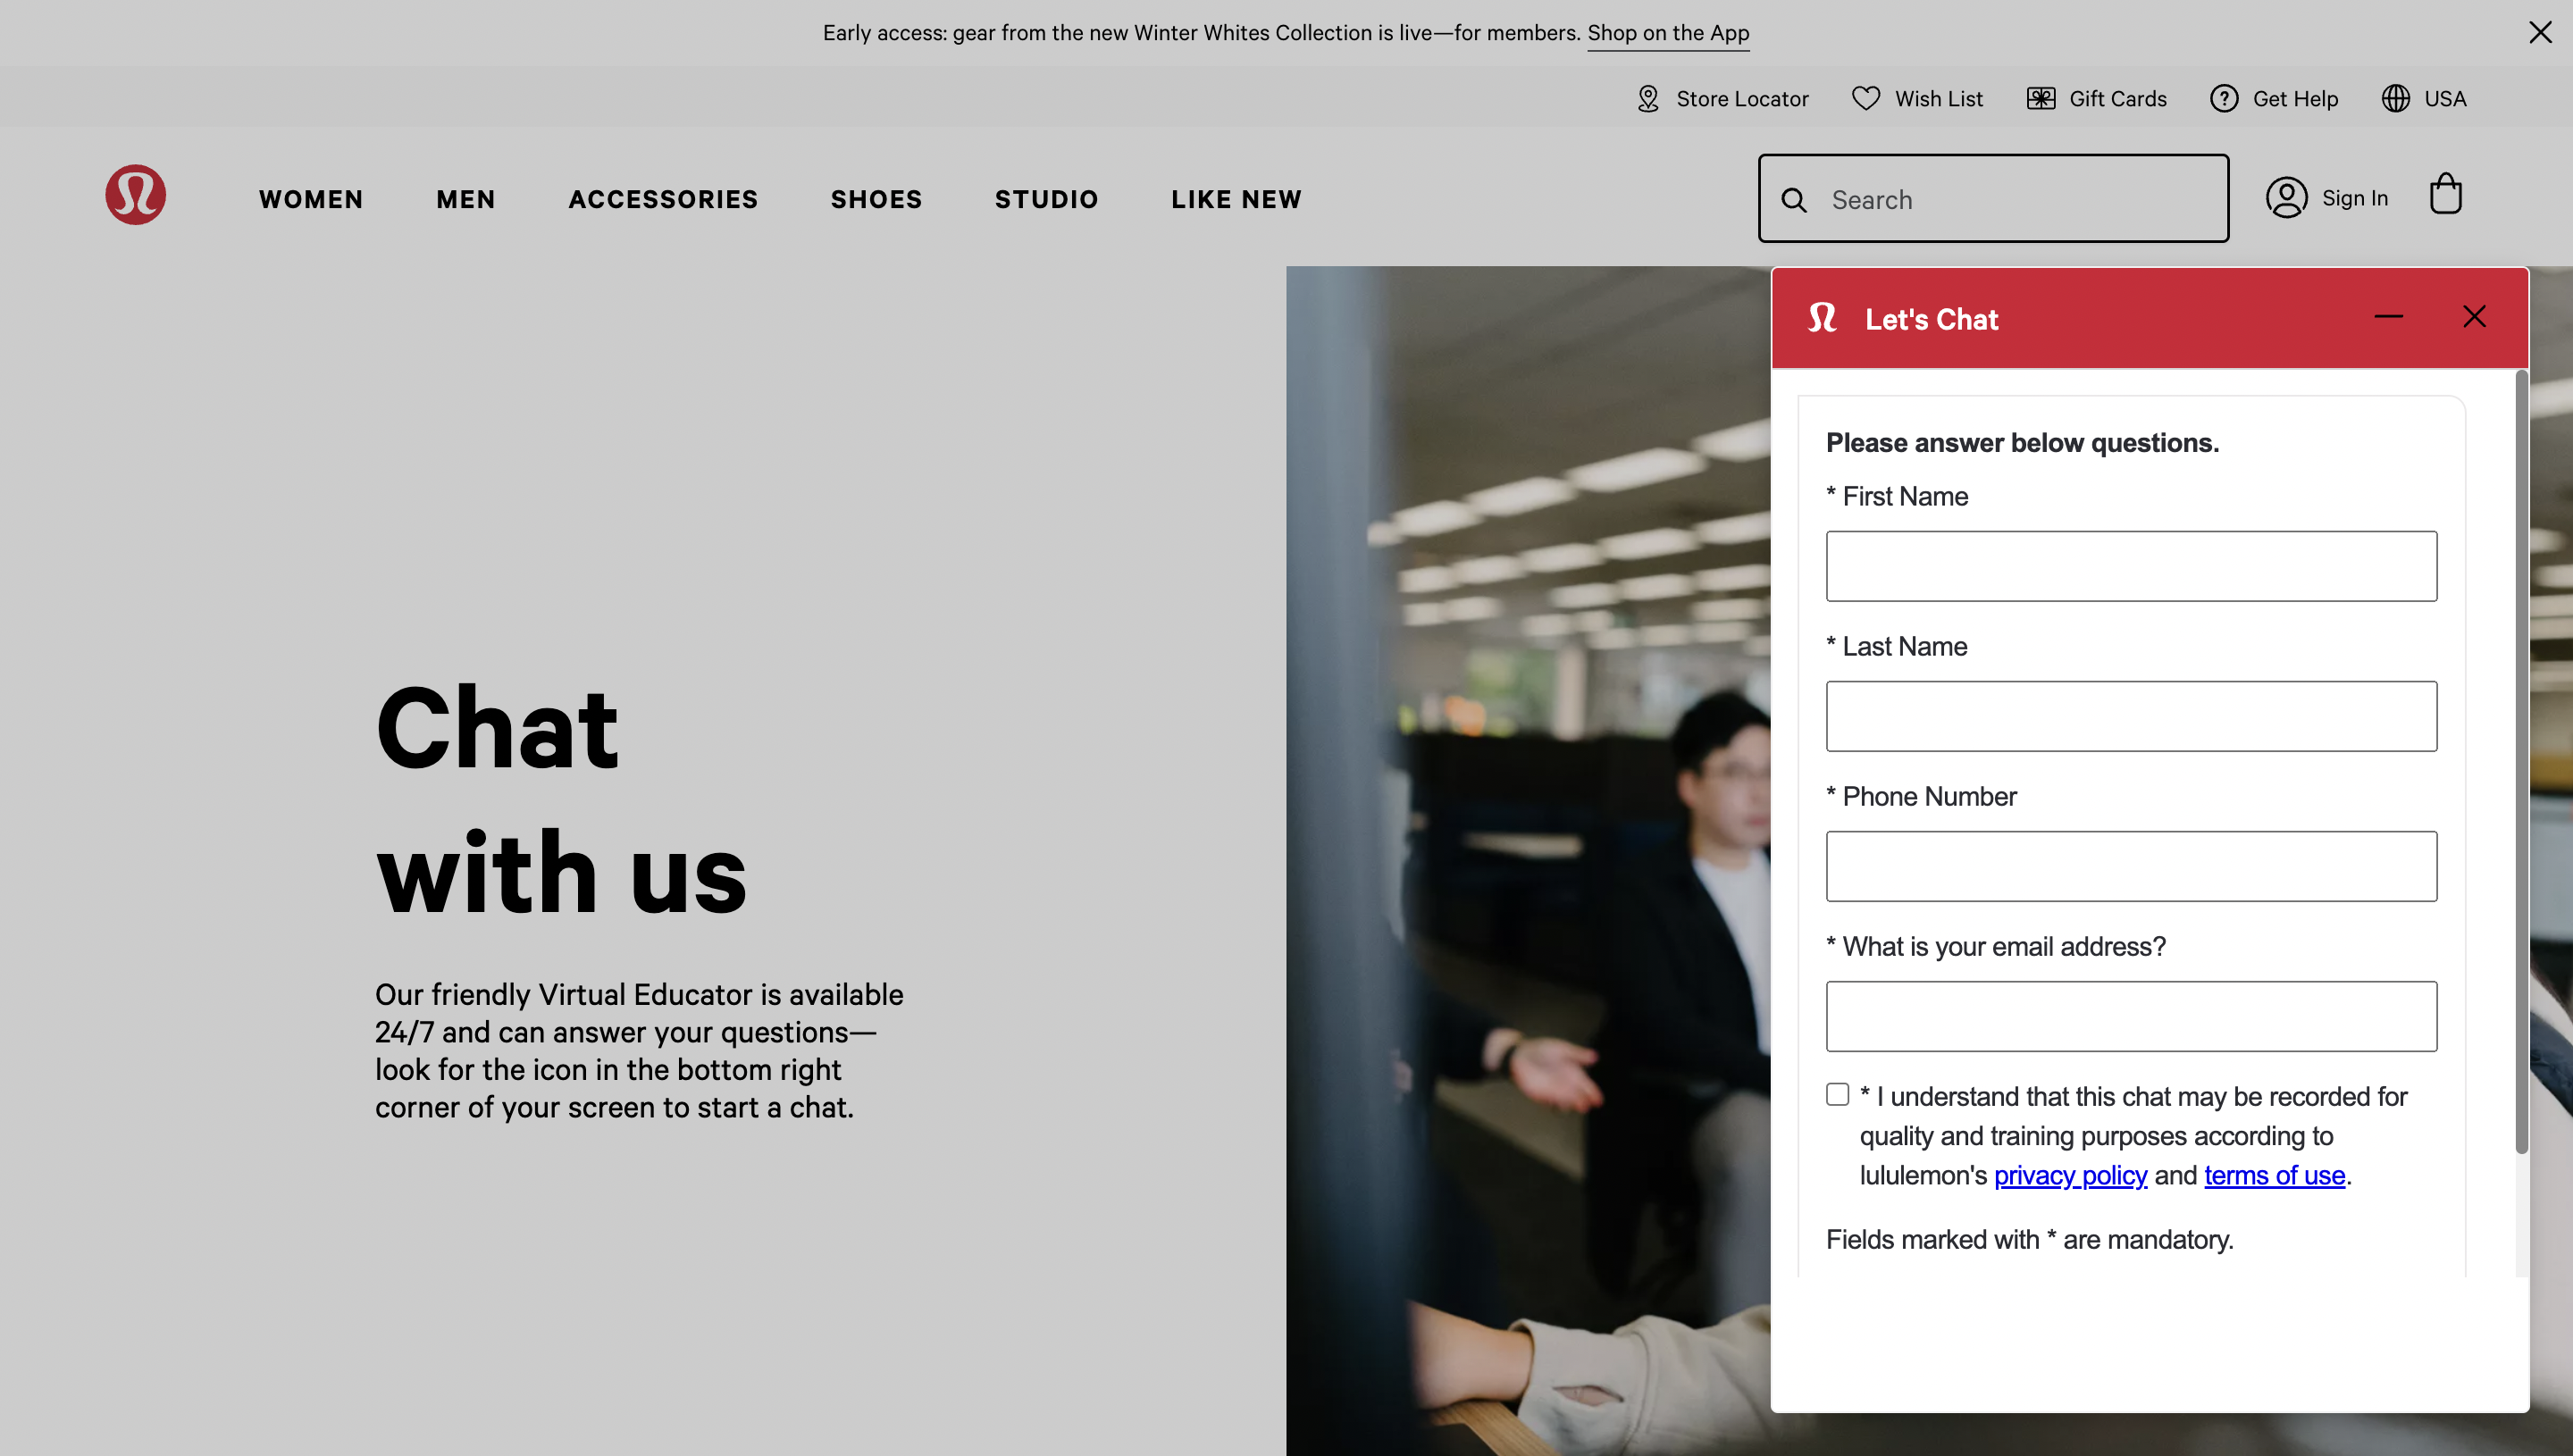 Early access: gear from the new Winter Whites Collection is live—for members. Shop on the App
Store Locator
Wish List
Gift Cards
Get Help
USA
WOMEN
MEN
ACCESSORIES
SHOES
STUDIO
LIKE NEW
Search
Sign In
Chat
with us
Our friendly Virtual Educator is available
24/7 and can answer your questions—
look for the icon in the bottom right
corner of your screen to start a chat.
Let's Chat
Please answer below questions.
* First Name
* Last Name
* Phone Number
* What is your email address?
* I understand that this chat may be recorded for
quality and training purposes according to
lululemon's privacy policy and terms of use.
Fields marked with * are mandatory.